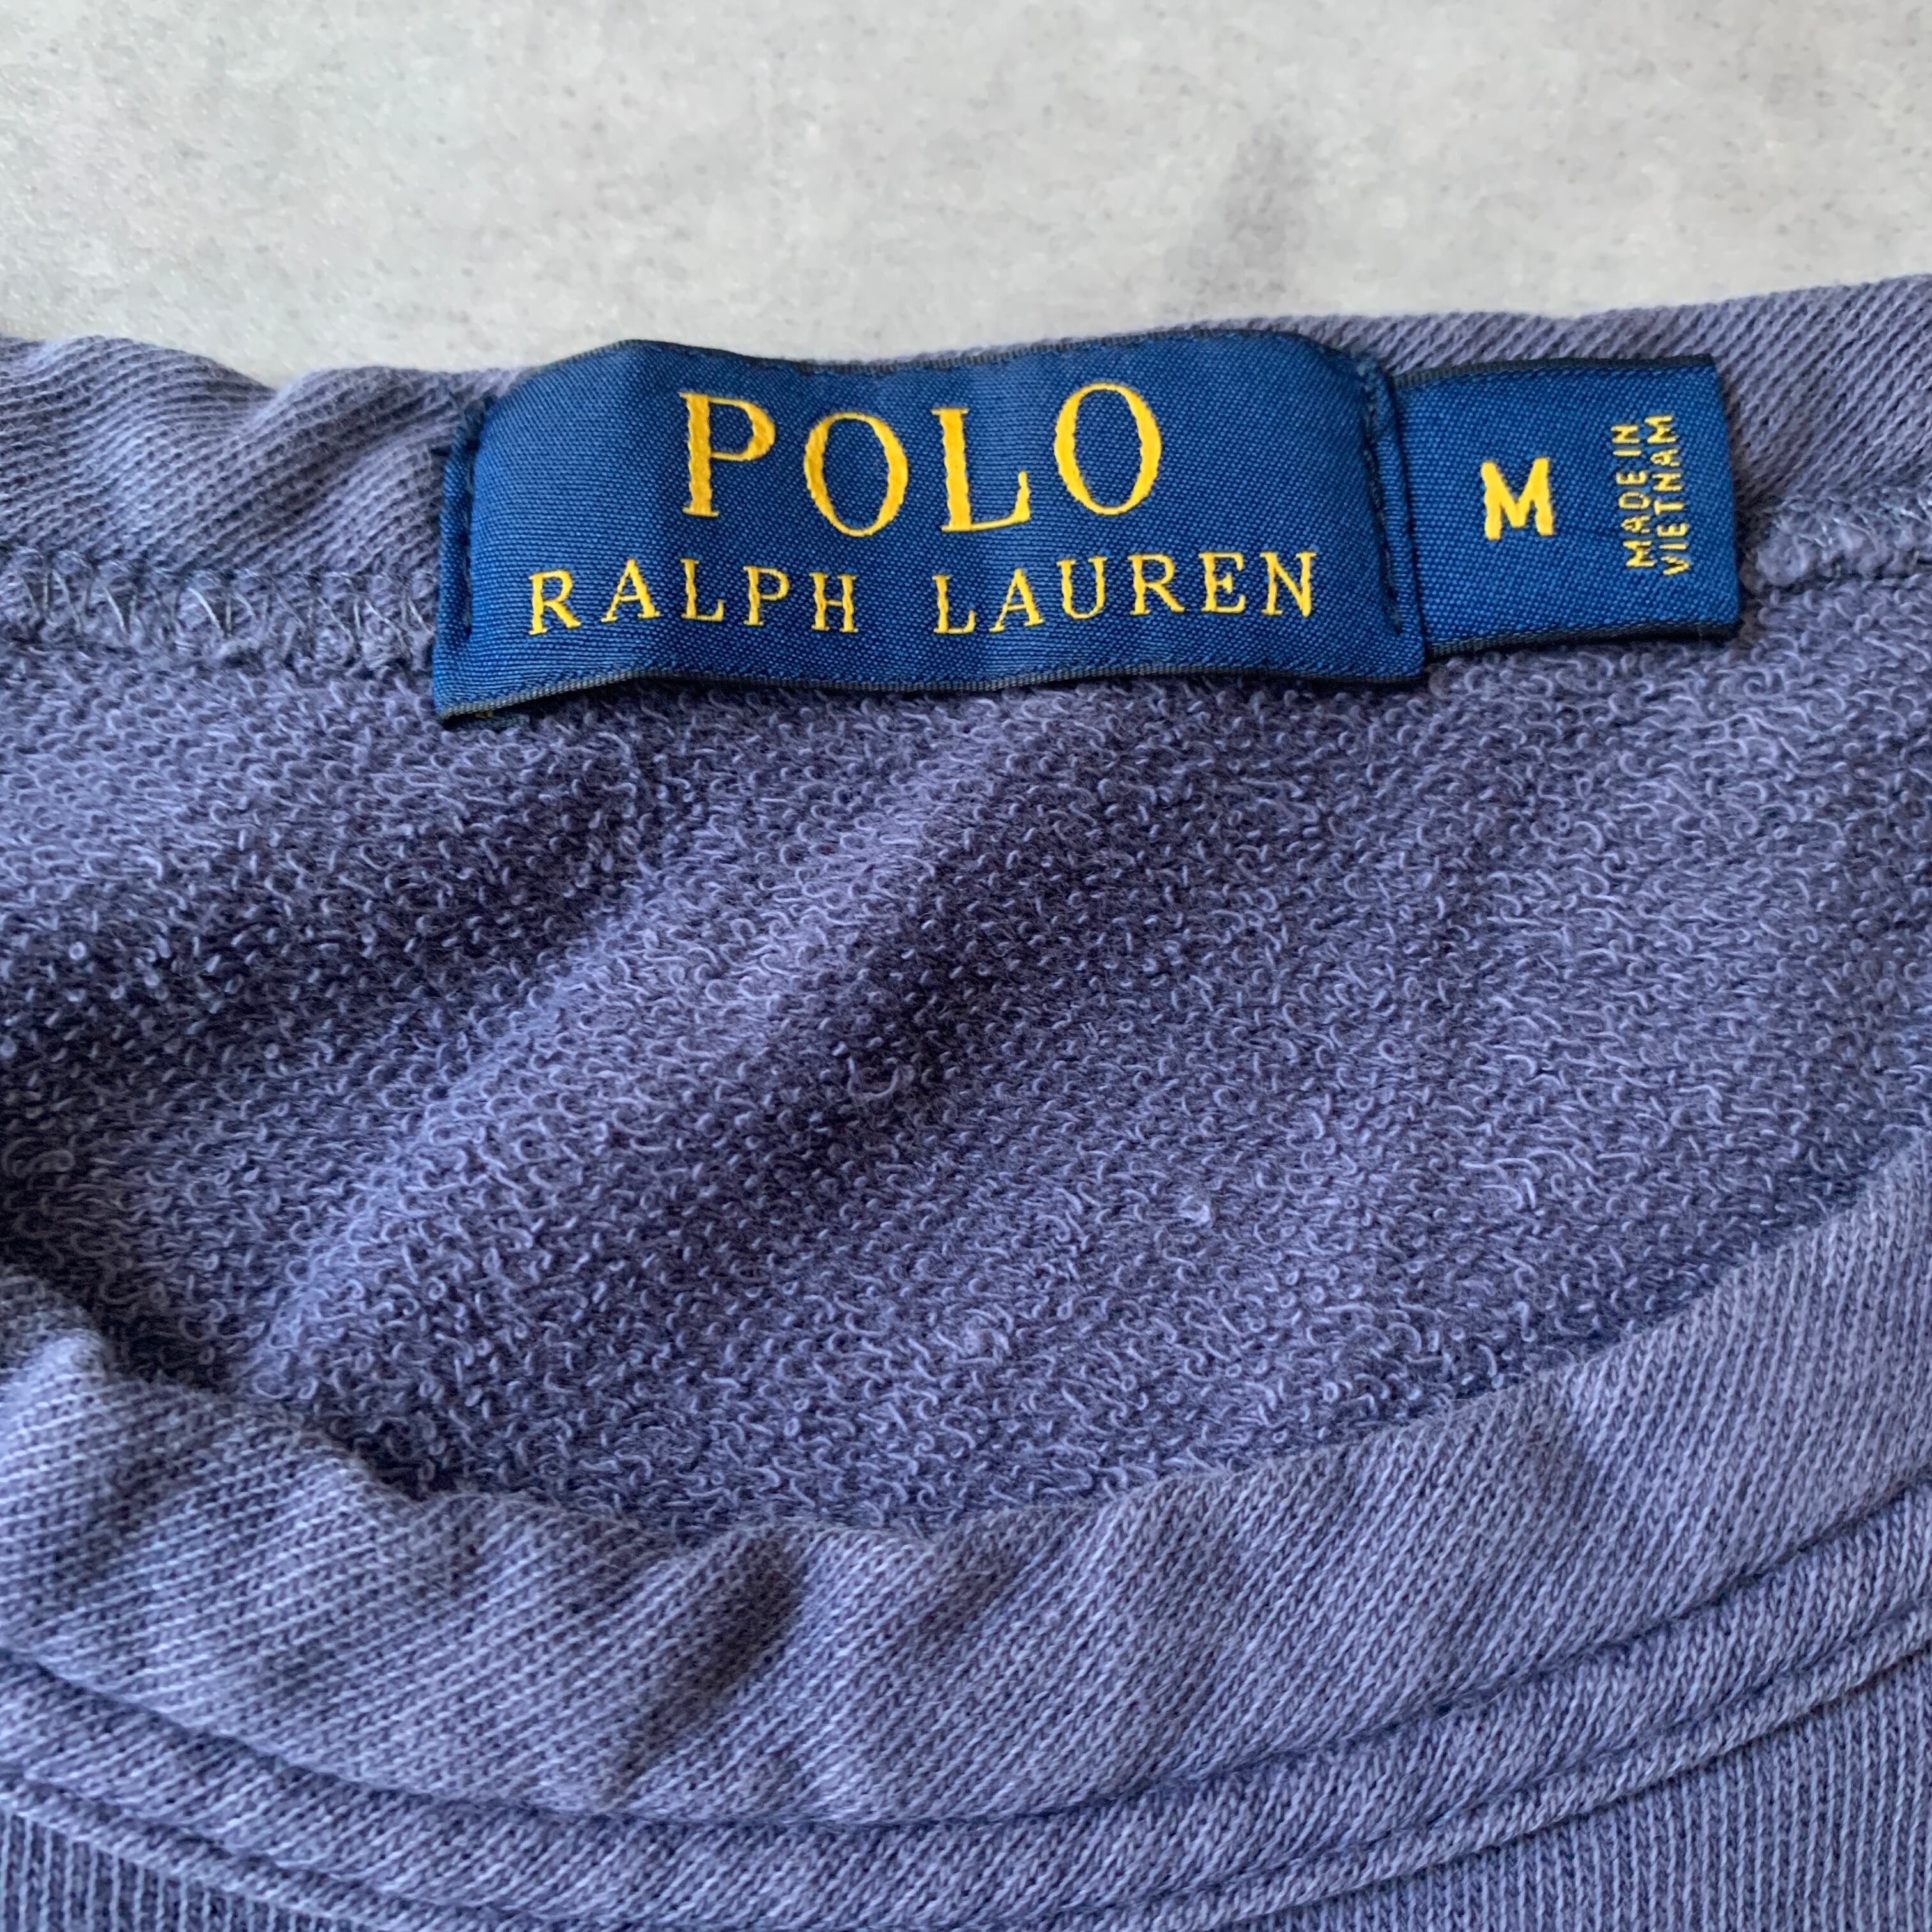 POLO
RALPH LAUREN
M
MADE IN
VIETNAM